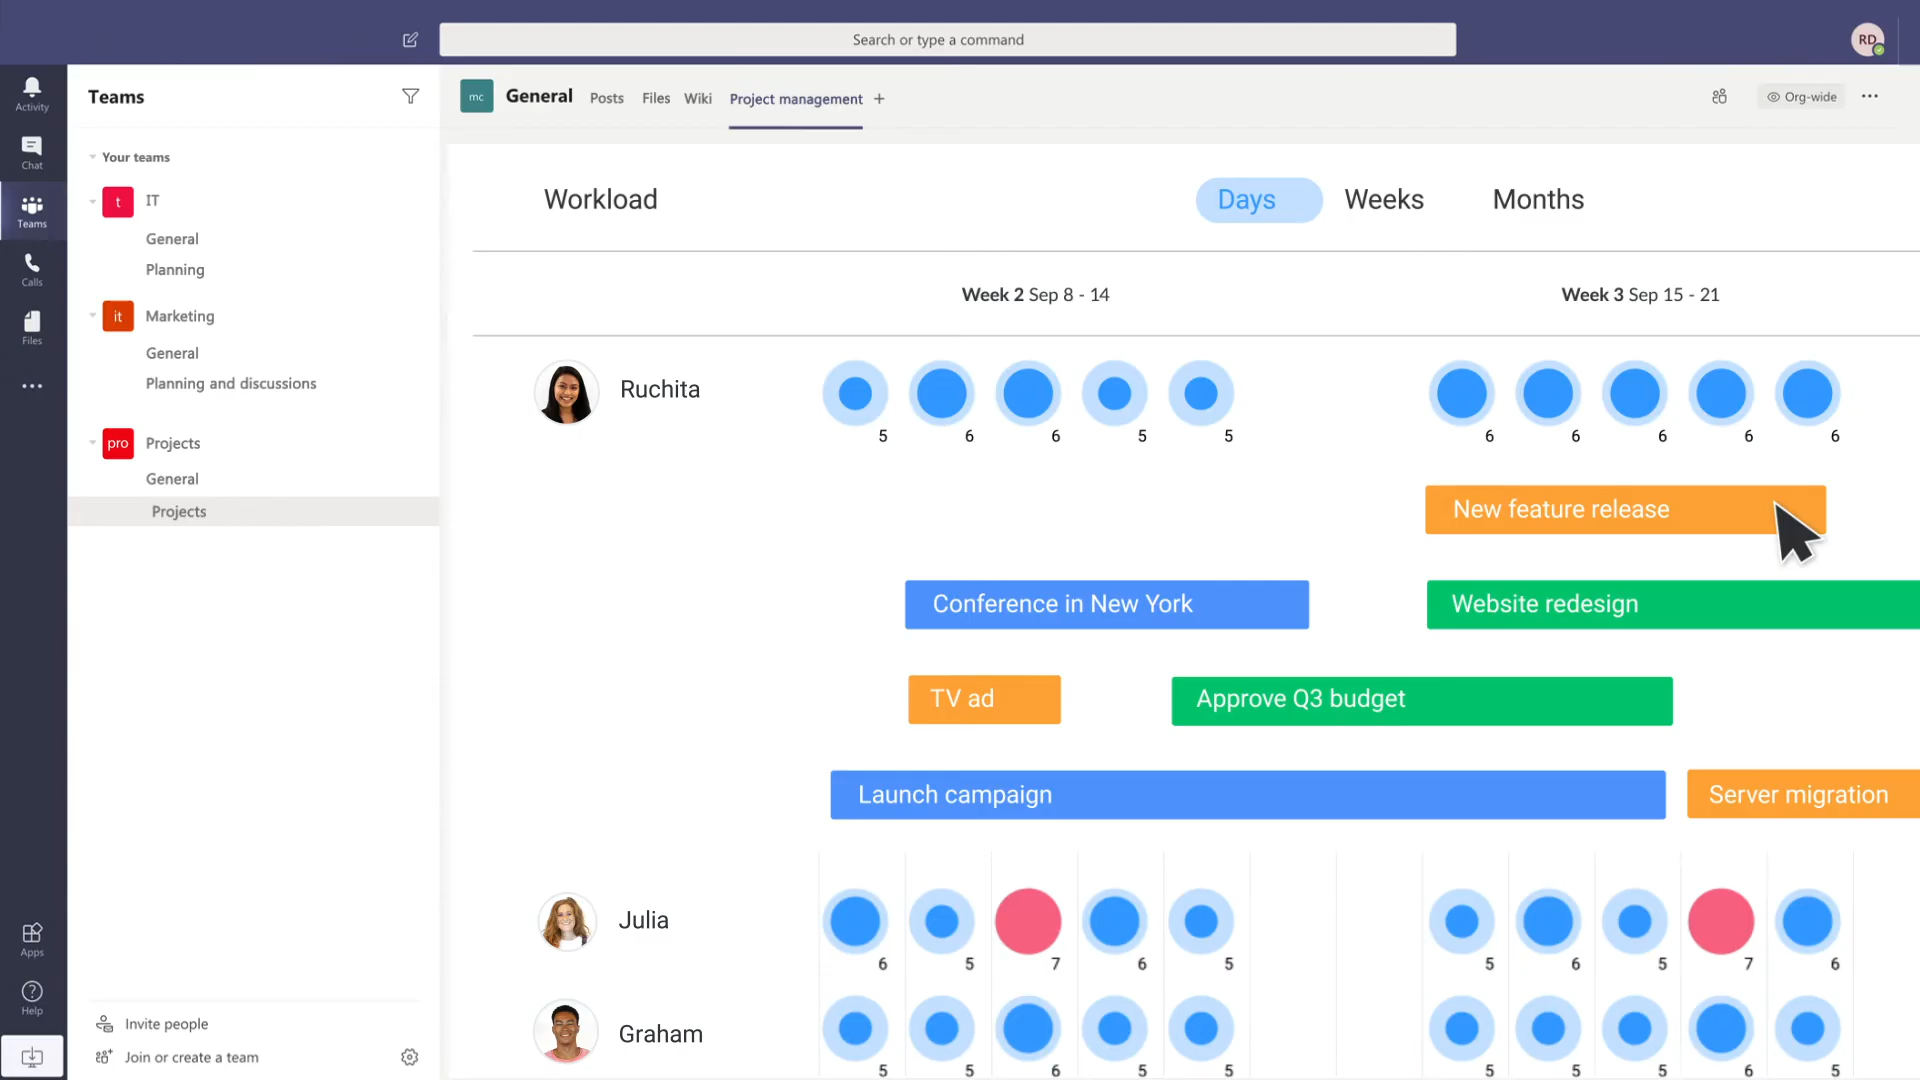 Search or type a command
RD
Activity
Chat
Teams
Calls
Files
Apps
Help
Teams
Your teams
t IT
General
Planning
it Marketing
General
Planning and discussions
pro Projects
General
Projects
Invite people
Join or create a team
mc General Posts Files Wiki Project management +
Org-wide
Workload Days Weeks Months
Week 2 Sep 8 - 14 Week 3 Sep 15 - 21
Ruchita
5 6 6 5 5 6 6 6 6 6
New feature release
Conference in New York Website redesign
TV ad Approve Q3 budget
Launch campaign Server migration
Julia
6 5 7 6 5 5 6 5 7 6
Graham
5 5 6 5 5 5 5 5 6 5